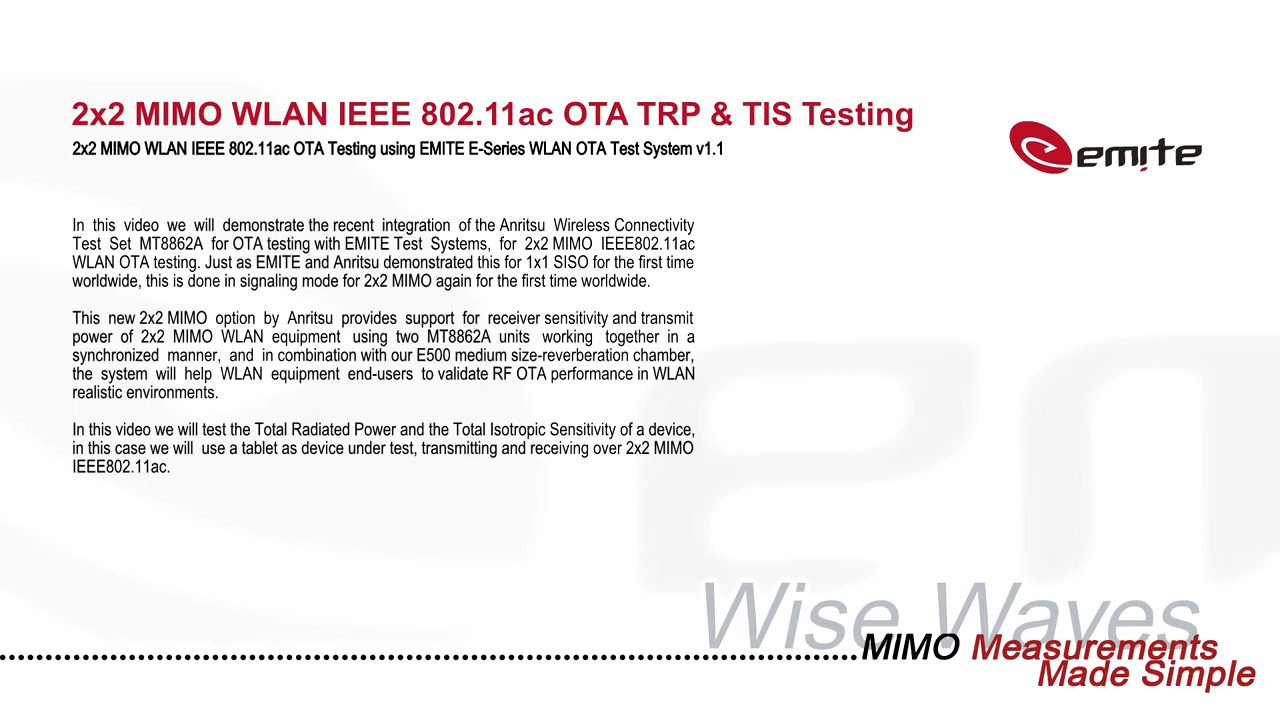 2x2 MIMO WLAN IEEE 802.11ac OTA TRP & TIS Testing
2x2 MIMO WLAN IEEE 802.11ac OTA Testing using EMITE E-Series WLAN OTA Test System v1.1
emite
In this video we will demonstrate the recent integration of the Anritsu Wireless Connectivity
Test Set MT8862A for OTA testing with EMITE Test Systems, for 2x2 MIMO IEEE802.11ac
WLAN OTA testing. Just as EMITE and Anritsu demonstrated this for 1x1 SISO for the first time
worldwide, this is done in signaling mode for 2x2 MIMO again for the first time worldwide.
This new 2x2 MIMO option by Anritsu provides support for receiver sensitivity and transmit
power of 2x2 MIMO WLAN equipment using two MT8862A units working together in a
synchronized manner, and in combination with our E500 medium size-reverberation chamber,
the system will help WLAN equipment end-users to validate RF OTA performance in WLAN
realistic environments.
In this video we will test the Total Radiated Power and the Total Isotropic Sensitivity of a device,
in this case we will use a tablet as device under test, transmitting and receiving over 2x2 MIMO
IEEE802.11ac.
Wise Waves
MIMO Measurements
Made Simple